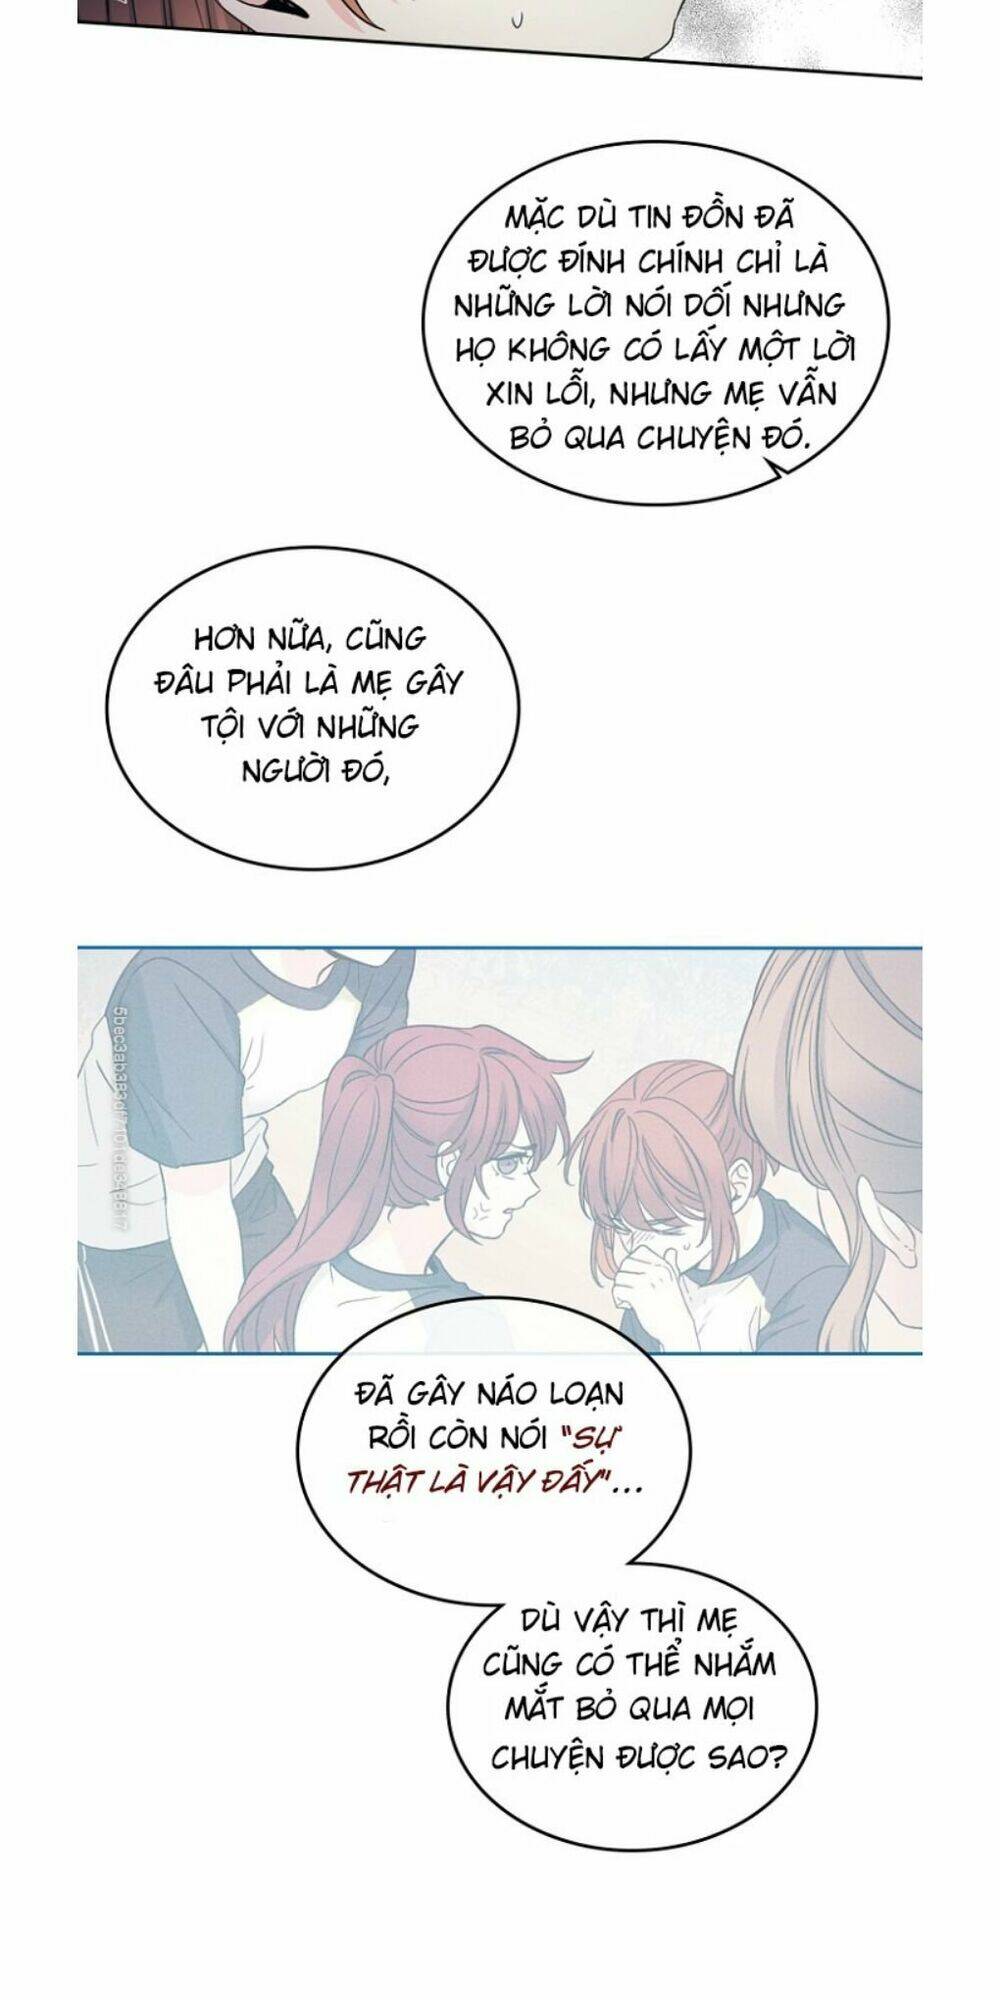 MẶC DÙ TIN ĐỒN ĐÃ
ĐƯỢC ĐÍNH CHÍNH CHỈ LÀ
NHỮNG LỜI NÓI DỐI NHƯNG
HỌ KHÔNG CÓ LẤY MỘT LỜI
XIN LỖI, NHƯNG MẸ VẪN
BỎ QUA CHUYỆN ĐÓ.
HƠN NỮA, CŨNG
ĐÂU PHẢI LÀ MẸ GÂY
TỘI VỚI NHỮNG
NGƯỜI ĐÓ,
ĐÃ GÂY NÁO LOẠN
RỒI CÒN NÓI "SỰ
THẬT LÀ VẬY ĐẤY"...
DÙ VẬY THÌ MẸ
CŨNG CÓ THỂ NHẮM
MẮT BỎ QUA MỌI
CHUYỆN ĐƯỢC SAO?